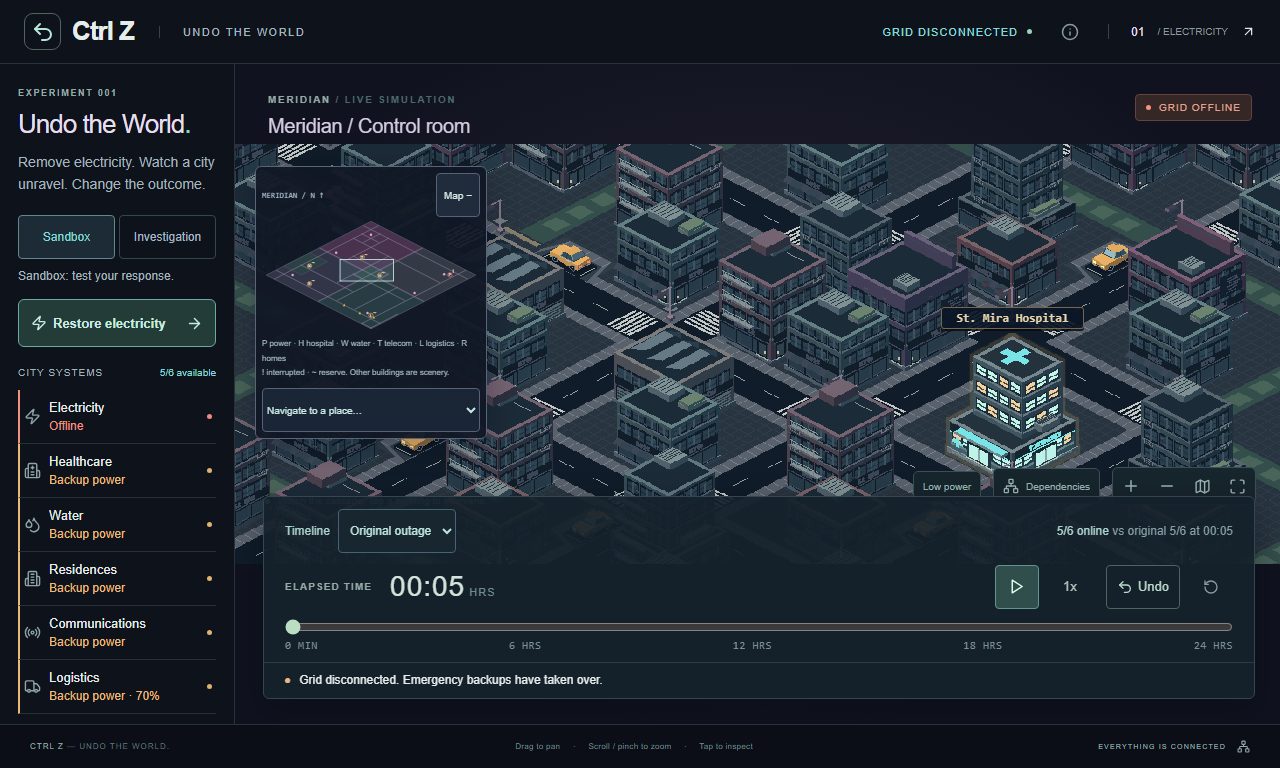 Ctrl Z
UNDO THE WORLD
GRID DISCONNECTED
01 / ELECTRICITY
EXPERIMENT 001
Undo the World.
Remove electricity. Watch a city
unravel. Change the outcome.
Sandbox
Investigation
Sandbox: test your response.
Restore electricity
CITY SYSTEMS
5/6 available
Electricity
Offline
Healthcare
Backup power
Water
Backup power
Residences
Backup power
Communications
Backup power
Logistics
Backup power · 70%
MERIDIAN / LIVE SIMULATION
Meridian / Control room
GRID OFFLINE
MERIDIAN / N ↑
Map −
P power · H hospital · W water · T telecom · L logistics · R
homes
! interrupted · ~ reserve. Other buildings are scenery.
Navigate to a place...
St. Mira Hospital
Low power
Dependencies
Timeline
Original outage
5/6 online vs original 5/6 at 00:05
ELAPSED TIME
00:05 HRS
1x
Undo
0 MIN
6 HRS
12 HRS
18 HRS
24 HRS
Grid disconnected. Emergency backups have taken over.
CTRL Z — UNDO THE WORLD.
Drag to pan · Scroll / pinch to zoom · Tap to inspect
EVERYTHING IS CONNECTED